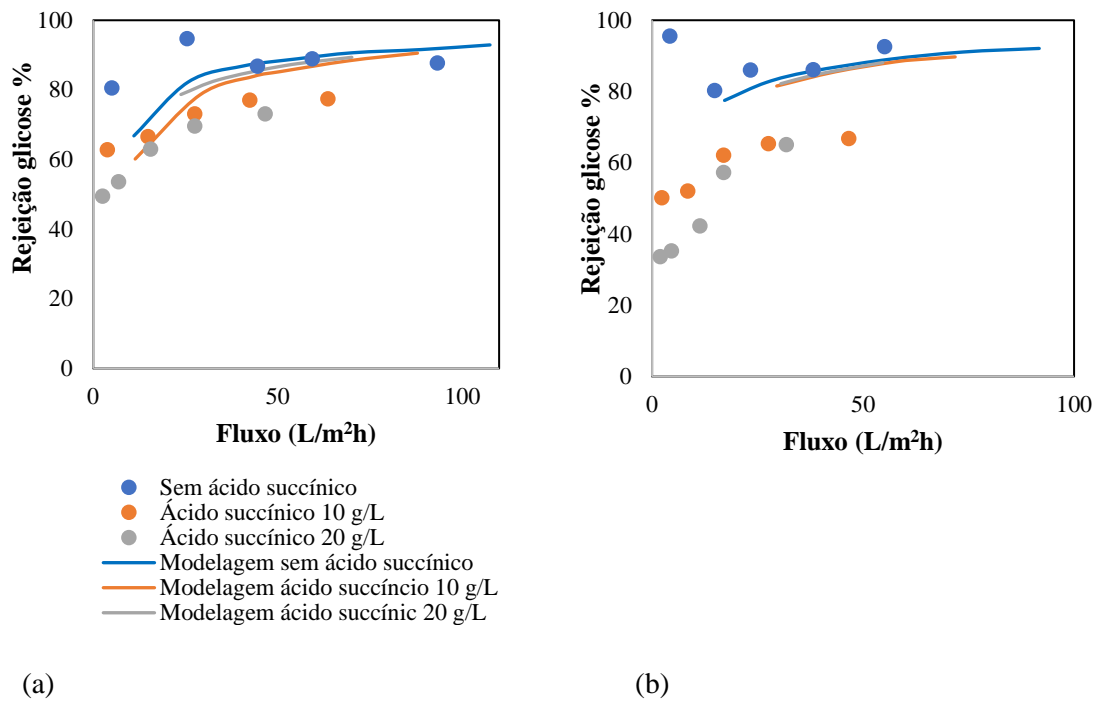 100
80
60
40
20
0
Rejeição glicose %
0
50
100
Fluxo (L/m²h)
100
80
60
40
20
0
Rejeição glicose %
0
50
100
Fluxo (L/m²h)
Sem ácido succínico
Ácido succínico 10 g/L
Ácido succínico 20 g/L
Modelagem sem ácido succínico
Modelagem ácido succíncio 10 g/L
Modelagem ácido succínic 20 g/L
(a)
(b)